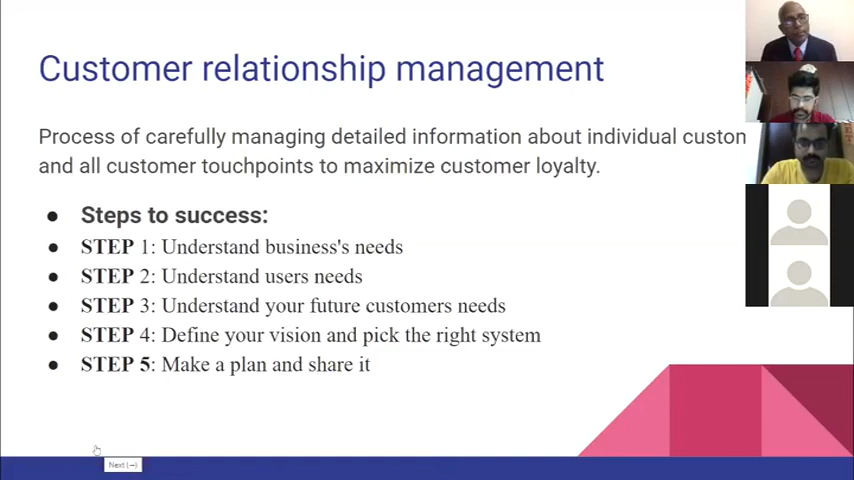 Customer relationship management
Process of carefully managing detailed information about individual custon
and all customer touchpoints to maximize customer loyalty.
● Steps to success:
● STEP 1: Understand business's needs
● STEP 2: Understand users needs
● STEP 3: Understand your future customers needs
● STEP 4: Define your vision and pick the right system
● STEP 5: Make a plan and share it
Next (→)